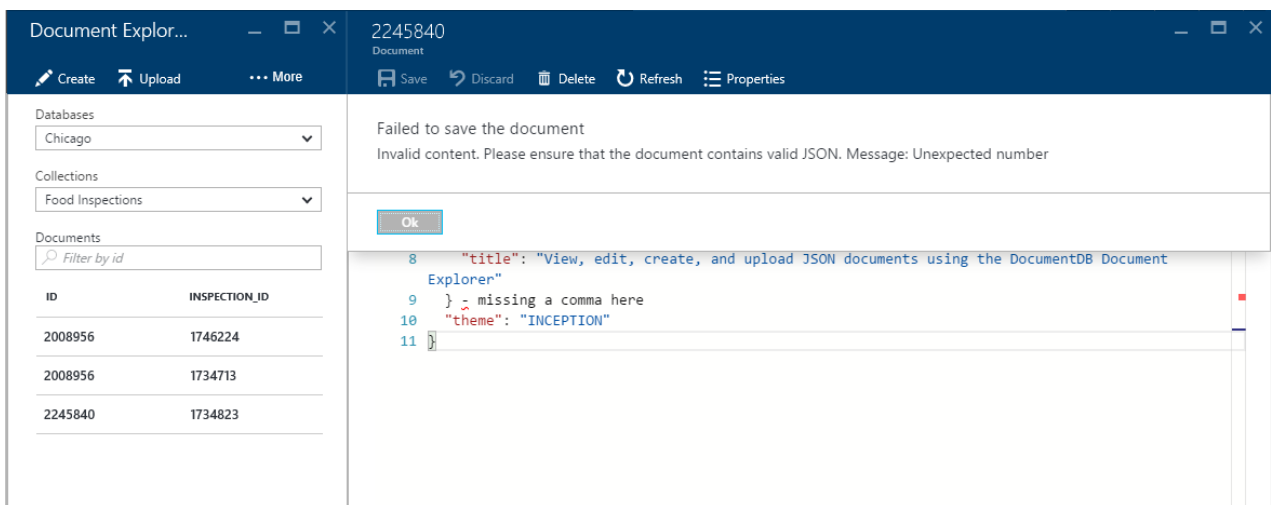 Document Explor...
Create Upload ••• More
Databases
Chicago
Collections
Food Inspections
Documents
Filter by id
ID INSPECTION_ID
2008956 1746224
2008956 1734713
2245840 1734823
2245840
Document
Save Discard Delete Refresh Properties
Failed to save the document
Invalid content. Please ensure that the document contains valid JSON. Message: Unexpected number
Ok
8 "title": "View, edit, create, and upload JSON documents using the DocumentDB Document
Explorer"
9 } - missing a comma here
10 "theme": "INCEPTION"
11 }